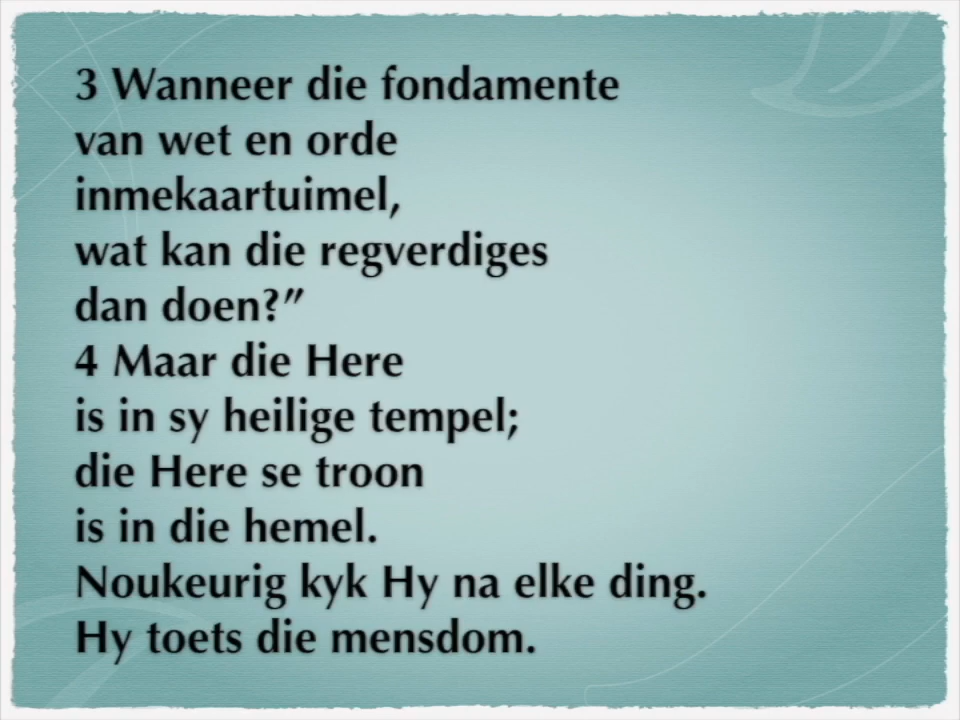 3 Wanneer die fondamente
van wet en orde
inmekaartuimel,
wat kan die regverdiges
dan doen?”
4 Maar die Here
is in sy heilige tempel;
die Here se troon
is in die hemel.
Noukeurig kyk Hy na elke ding.
Hy toets die mensdom.